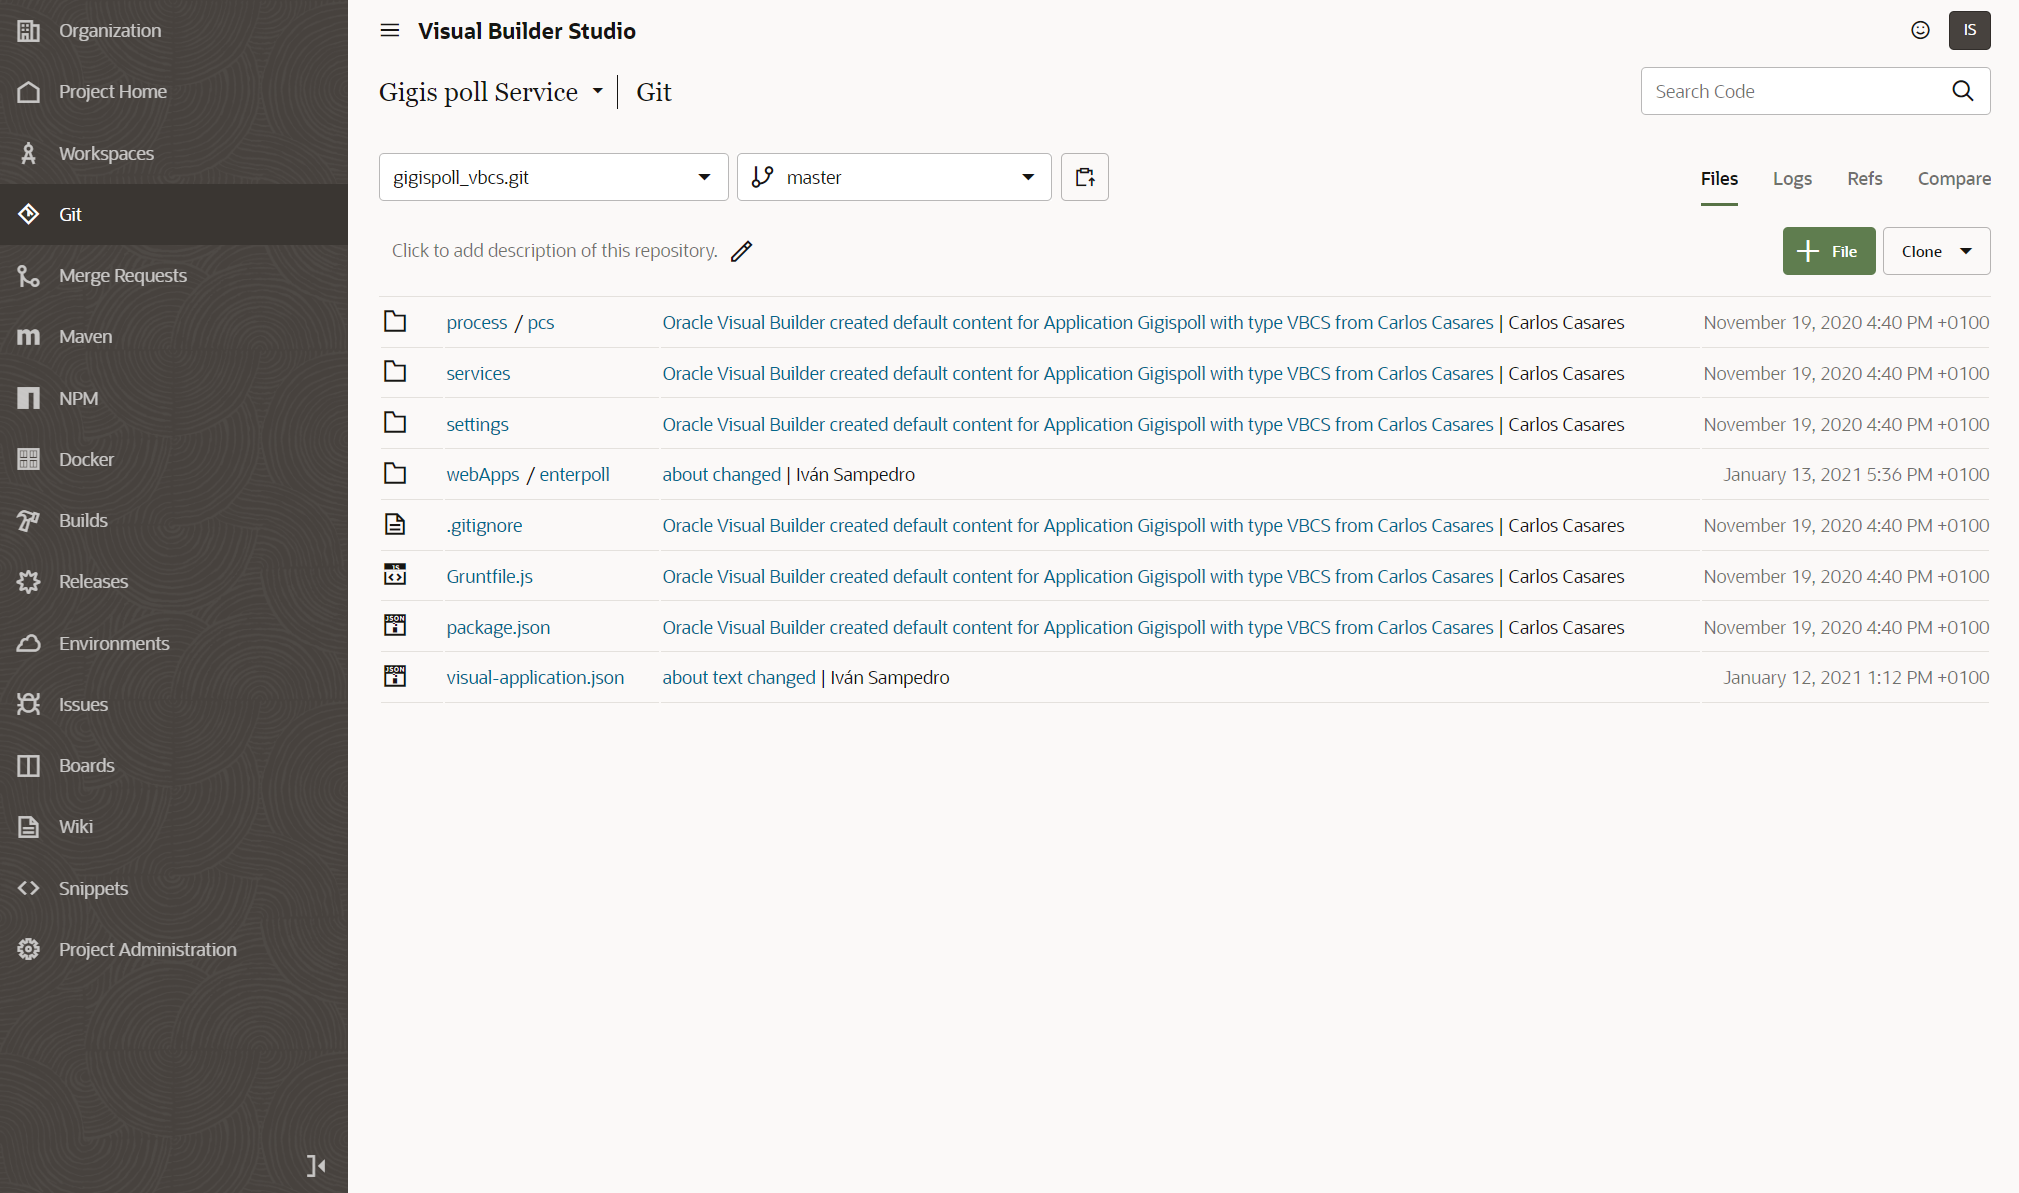 Organization
Project Home
Workspaces
Git
Merge Requests
Maven
NPM
Docker
Builds
Releases
Environments
Issues
Boards
Wiki
Snippets
Project Administration
Visual Builder Studio
IS
Gigis poll Service | Git
Search Code
gigispoll_vbcs.git
master
Files Logs Refs Compare
Click to add description of this repository.
File
Clone
process / pcs Oracle Visual Builder created default content for Application Gigispoll with type VBCS from Carlos Casares | Carlos Casares November 19, 2020 4:40 PM +0100
services Oracle Visual Builder created default content for Application Gigispoll with type VBCS from Carlos Casares | Carlos Casares November 19, 2020 4:40 PM +0100
settings Oracle Visual Builder created default content for Application Gigispoll with type VBCS from Carlos Casares | Carlos Casares November 19, 2020 4:40 PM +0100
webApps / enterpoll about changed | Iván Sampedro January 13, 2021 5:36 PM +0100
.gitignore Oracle Visual Builder created default content for Application Gigispoll with type VBCS from Carlos Casares | Carlos Casares November 19, 2020 4:40 PM +0100
JS Gruntfile.js Oracle Visual Builder created default content for Application Gigispoll with type VBCS from Carlos Casares | Carlos Casares November 19, 2020 4:40 PM +0100
JSON package.json Oracle Visual Builder created default content for Application Gigispoll with type VBCS from Carlos Casares | Carlos Casares November 19, 2020 4:40 PM +0100
JSON visual-application.json about text changed | Iván Sampedro January 12, 2021 1:12 PM +0100